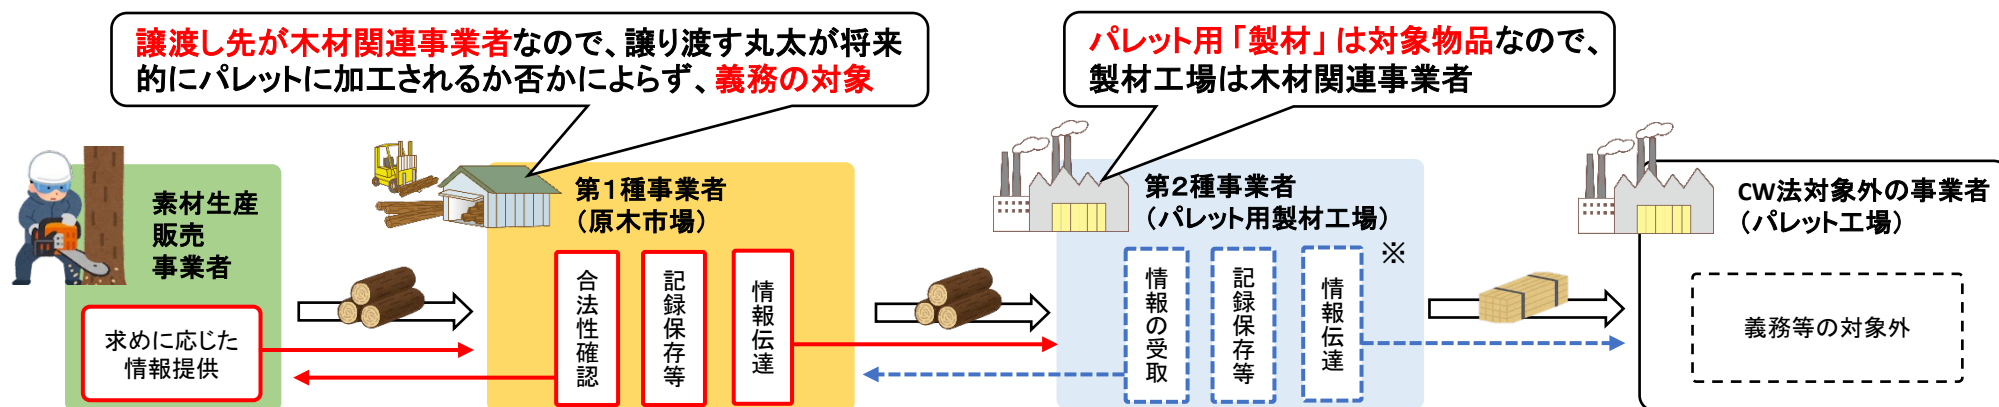 譲渡し先が木材関連事業者なので、譲り渡す丸太が将来
的にパレットに加工されるか否かによらず、義務の対象
パレット用「製材」は対象物品なので、
製材工場は木材関連事業者
素材生産
販売
事業者
求めに応じた
情報提供
第1種事業者
（原木市場）
合法性確認
記録保存等
情報伝達
第2種事業者
（パレット用製材工場）
※
情報の受取
記録保存等
情報伝達
CW法対象外の事業者
（パレット工場）
義務等の対象外